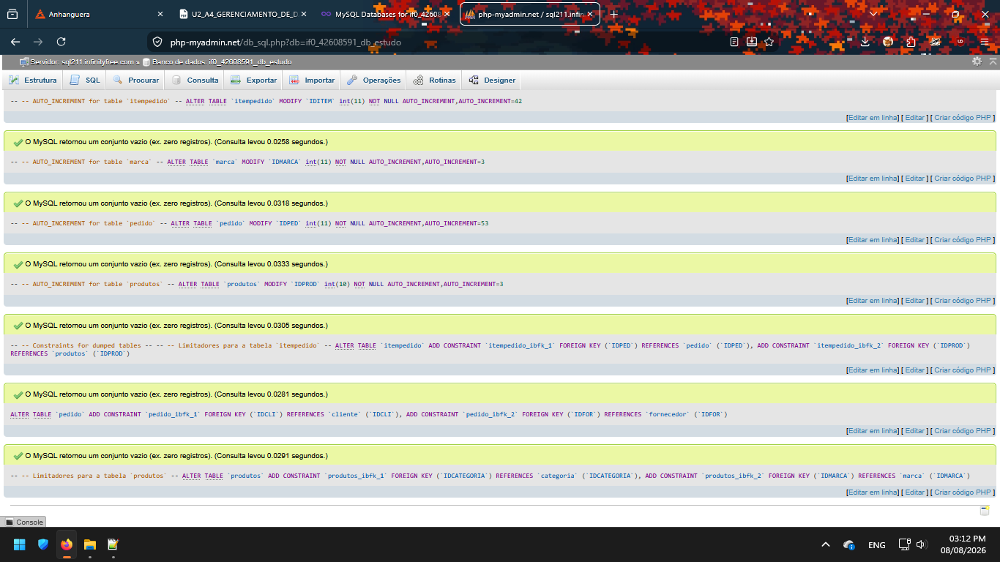 Anhanguera
U2_A4_GERENCIAMENTO_DE_D
MySQL Databases for if0_42608
php-myadmin.net / sql211.infin
php-myadmin.net/db_sql.php?db=if0_42608591_db_estudo
Servidor: sql211.infinityfree.com » Banco de dados: if0_42608591_db_estudo
Estrutura SQL Procurar Consulta Exportar Importar Operações Rotinas Designer
-- -- AUTO_INCREMENT for table `itempedido` -- ALTER TABLE `itempedido` MODIFY `IDITEM` int(11) NOT NULL AUTO_INCREMENT,AUTO_INCREMENT=42
[Editar em linha] [ Editar ] [ Criar código PHP ]
O MySQL retornou um conjunto vazio (ex. zero registros). (Consulta levou 0.0258 segundos.)
-- -- AUTO_INCREMENT for table `marca` -- ALTER TABLE `marca` MODIFY `IDMARCA` int(11) NOT NULL AUTO_INCREMENT,AUTO_INCREMENT=3
[Editar em linha] [ Editar ] [ Criar código PHP ]
O MySQL retornou um conjunto vazio (ex. zero registros). (Consulta levou 0.0318 segundos.)
-- -- AUTO_INCREMENT for table `pedido` -- ALTER TABLE `pedido` MODIFY `IDPED` int(11) NOT NULL AUTO_INCREMENT,AUTO_INCREMENT=53
[Editar em linha] [ Editar ] [ Criar código PHP ]
O MySQL retornou um conjunto vazio (ex. zero registros). (Consulta levou 0.0333 segundos.)
-- -- AUTO_INCREMENT for table `produtos` -- ALTER TABLE `produtos` MODIFY `IDPROD` int(10) NOT NULL AUTO_INCREMENT,AUTO_INCREMENT=3
[Editar em linha] [ Editar ] [ Criar código PHP ]
O MySQL retornou um conjunto vazio (ex. zero registros). (Consulta levou 0.0305 segundos.)
-- -- Constraints for dumped tables -- -- -- Limitadores para a tabela `itempedido` -- ALTER TABLE `itempedido` ADD CONSTRAINT `itempedido_ibfk_1` FOREIGN KEY (`IDPED`) REFERENCES `pedido` (`IDPED`), ADD CONSTRAINT `itempedido_ibfk_2` FOREIGN KEY (`IDPROD`)
REFERENCES `produtos` (`IDPROD`)
[Editar em linha] [ Editar ] [ Criar código PHP ]
O MySQL retornou um conjunto vazio (ex. zero registros). (Consulta levou 0.0281 segundos.)
ALTER TABLE `pedido` ADD CONSTRAINT `pedido_ibfk_1` FOREIGN KEY (`IDCLI`) REFERENCES `cliente` (`IDCLI`), ADD CONSTRAINT `pedido_ibfk_2` FOREIGN KEY (`IDFOR`) REFERENCES `fornecedor` (`IDFOR`)
[Editar em linha] [ Editar ] [ Criar código PHP ]
O MySQL retornou um conjunto vazio (ex. zero registros). (Consulta levou 0.0291 segundos.)
-- -- Limitadores para a tabela `produtos` -- ALTER TABLE `produtos` ADD CONSTRAINT `produtos_ibfk_1` FOREIGN KEY (`IDCATEGORIA`) REFERENCES `categoria` (`IDCATEGORIA`), ADD CONSTRAINT `produtos_ibfk_2` FOREIGN KEY (`IDMARCA`) REFERENCES `marca` (`IDMARCA`)
[Editar em linha] [ Editar ] [ Criar código PHP ]
Console
ENG
03:12 PM
08/08/2026